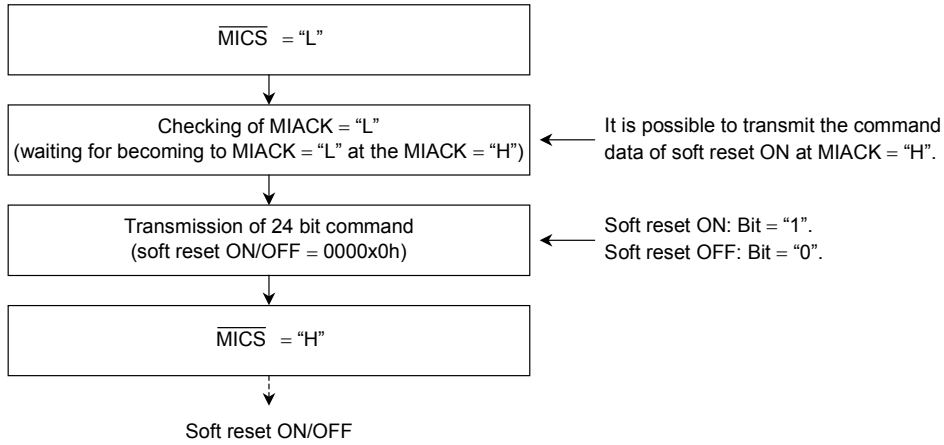 MICS = “L”
Checking of MIACK = “L”
(waiting for becoming to MIACK = “L” at the MIACK = “H”)
It is possible to transmit the command
data of soft reset ON at MIACK = “H”.
Transmission of 24 bit command
(soft reset ON/OFF = 0000x0h)
Soft reset ON: Bit = “1”.
Soft reset OFF: Bit = “0”.
MICS = “H”
Soft reset ON/OFF